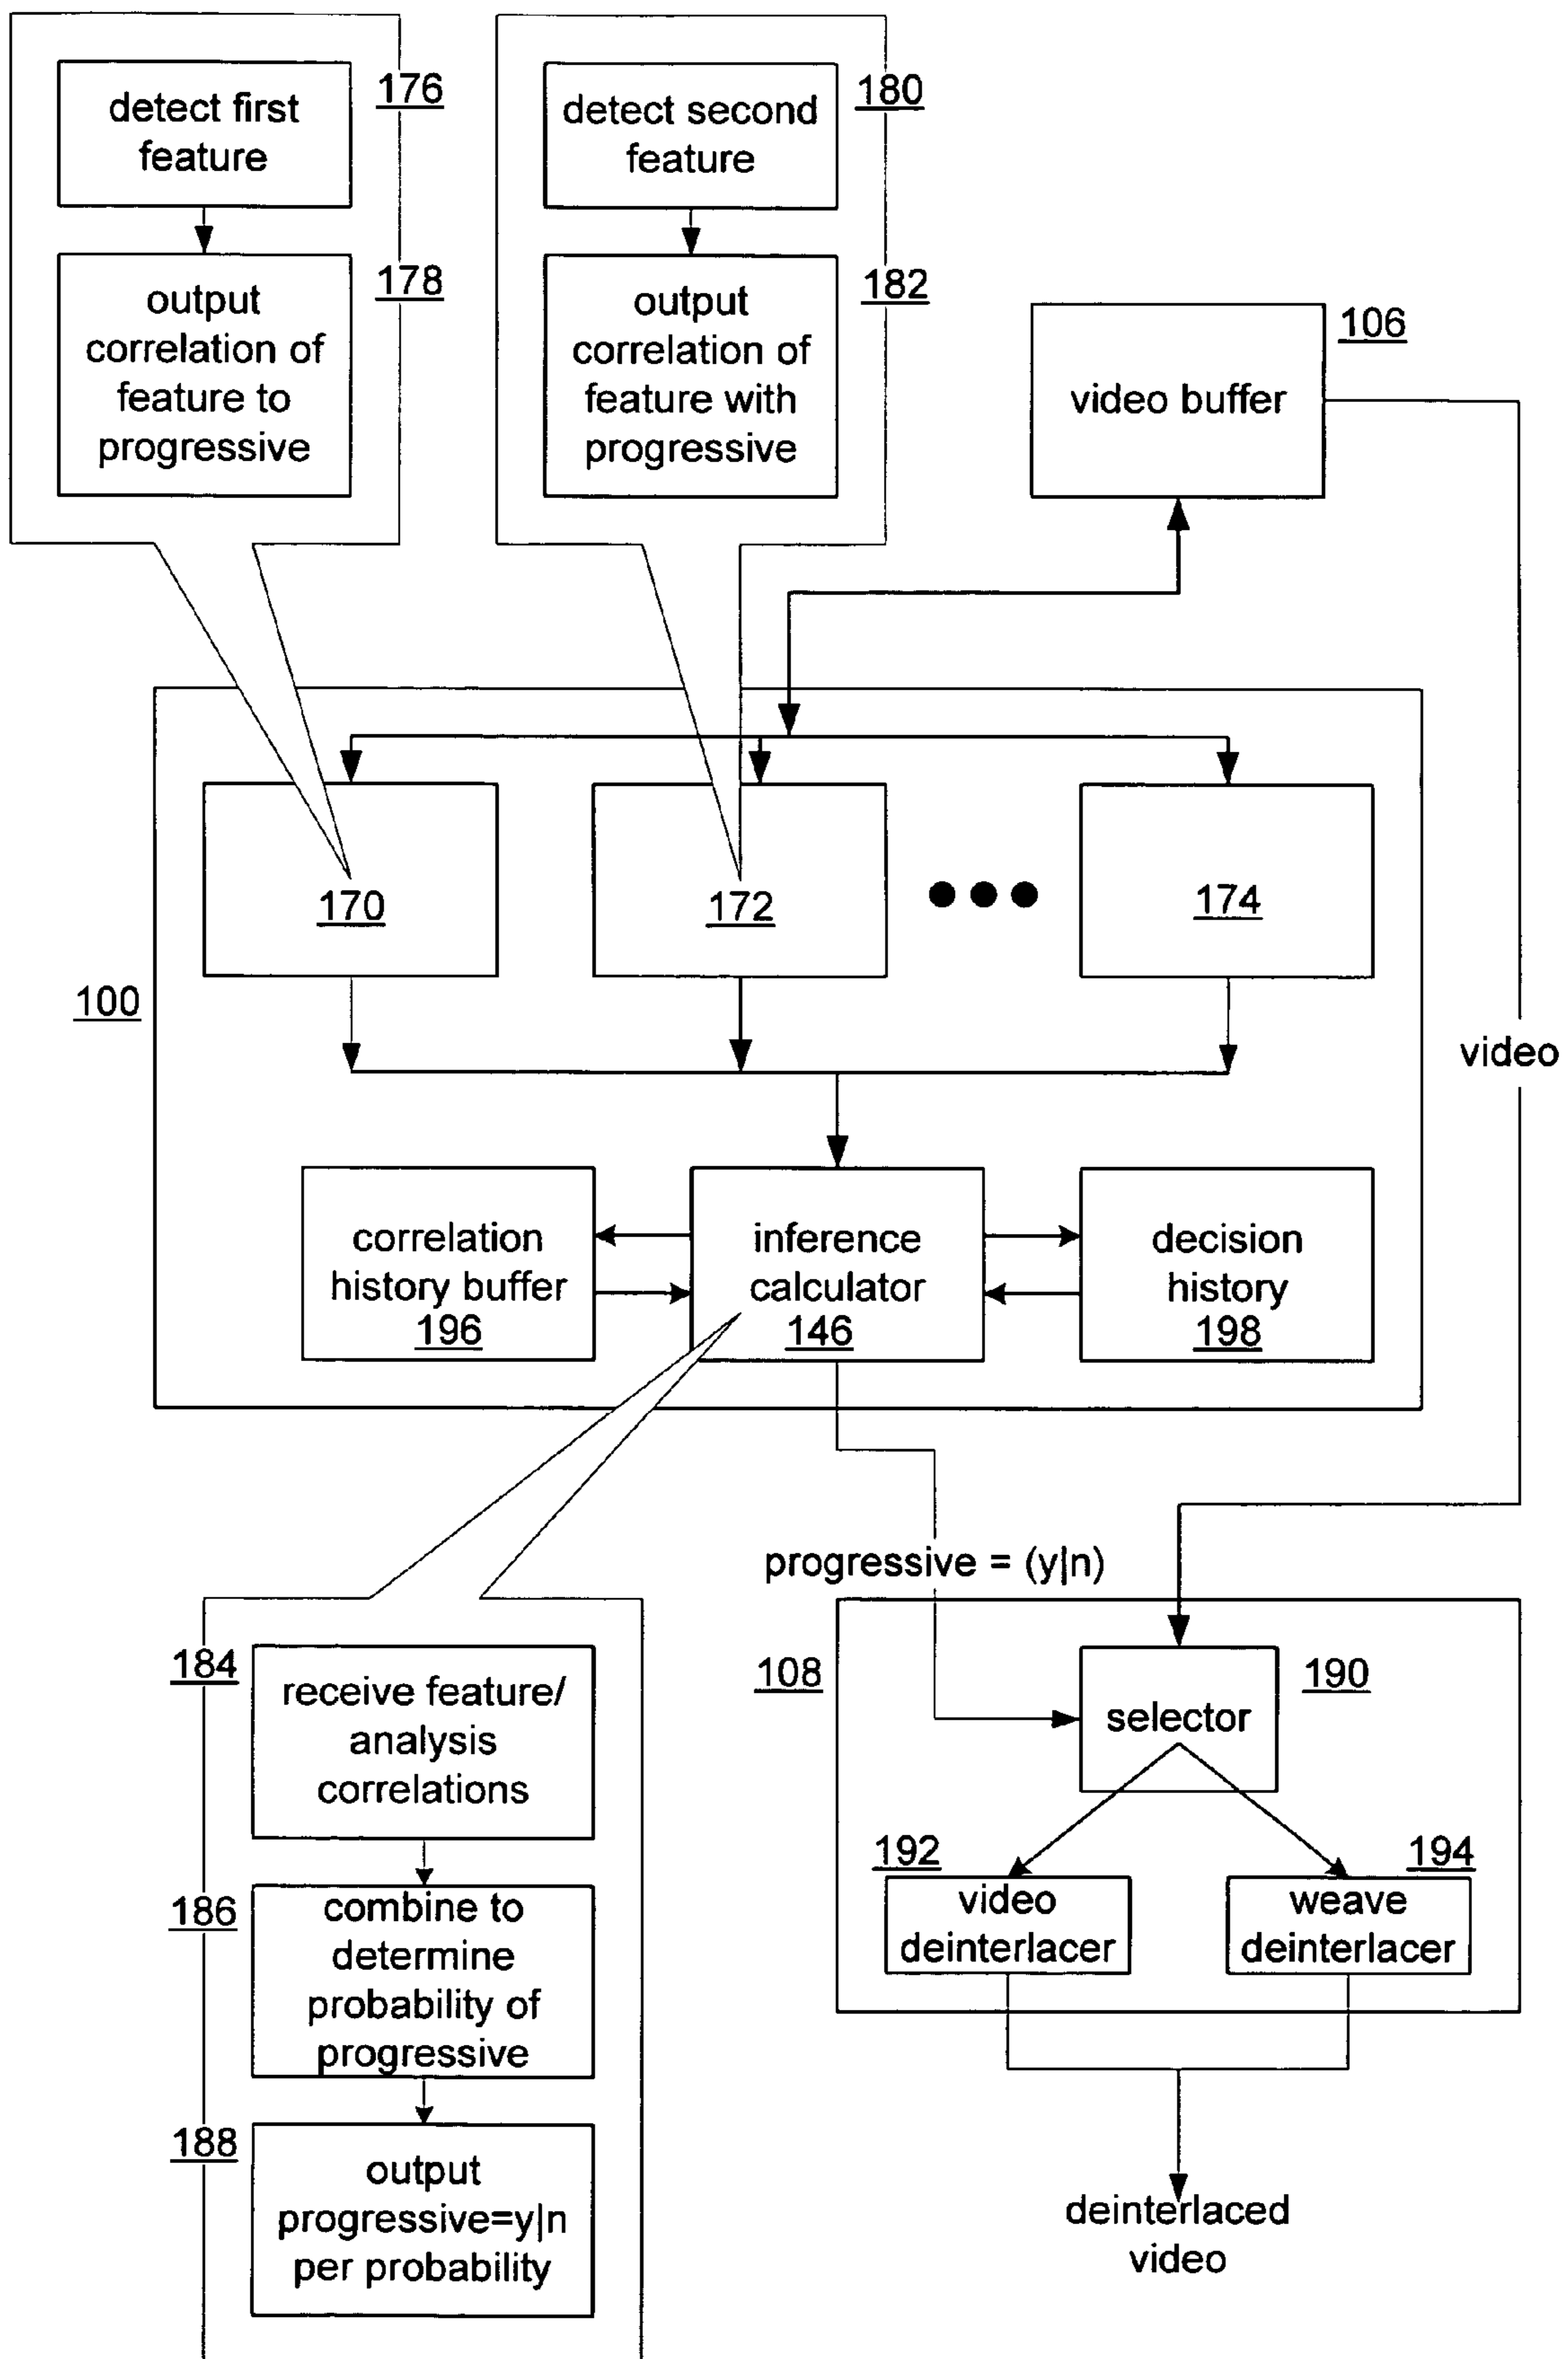 detect first
feature
176
output
correlation of
feature to
progressive
178
detect second
feature
180
output
correlation of
feature with
progressive
182
video buffer
106
170
172
174
100
video
correlation
history buffer
196
inference
calculator
146
decision
history
198
progressive = (y|n)
184
receive feature/
analysis
correlations
186
combine to
determine
probability of
progressive
188
output
progressive=y|n
per probability
108
190
selector
192
video
deinterlacer
194
weave
deinterlacer
deinterlaced
video